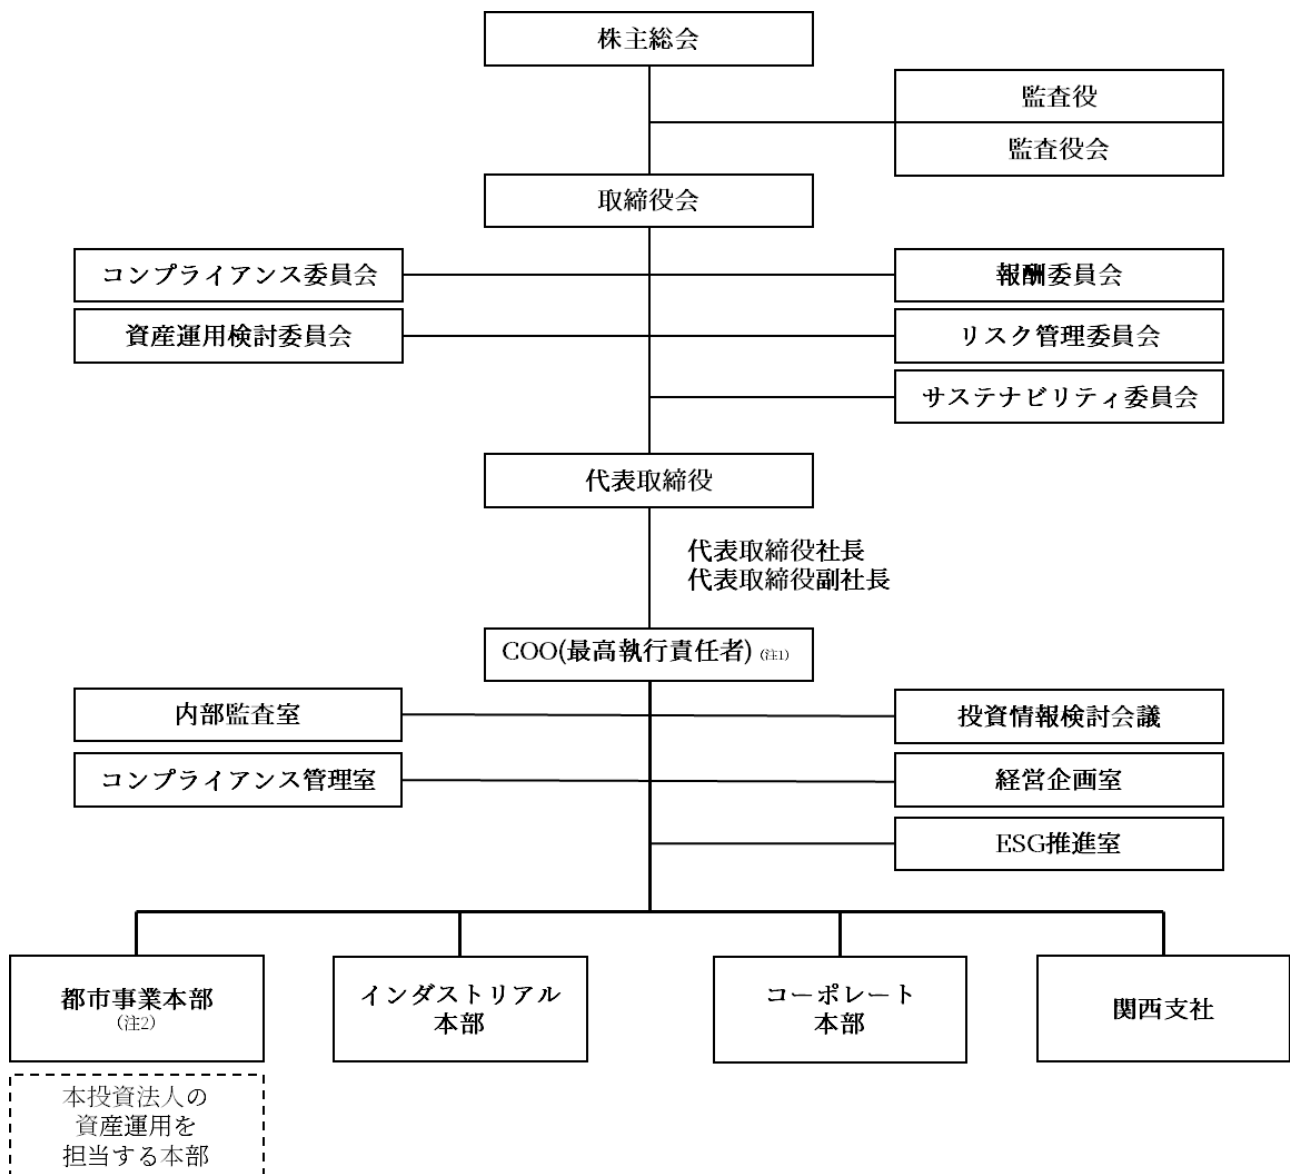 株主総会
監査役
監査役会
取締役会
コンプライアンス委員会
報酬委員会
資産運用検討委員会
リスク管理委員会
サステナビリティ委員会
代表取締役
代表取締役社長
代表取締役副社長
COO(最高執行責任者) (注1)
内部監査室
投資情報検討会議
コンプライアンス管理室
経営企画室
ESG推進室
都市事業本部
(注2)
インダストリアル
本部
コーポレート
本部
関西支社
本投資法人の
資産運用を
担当する本部